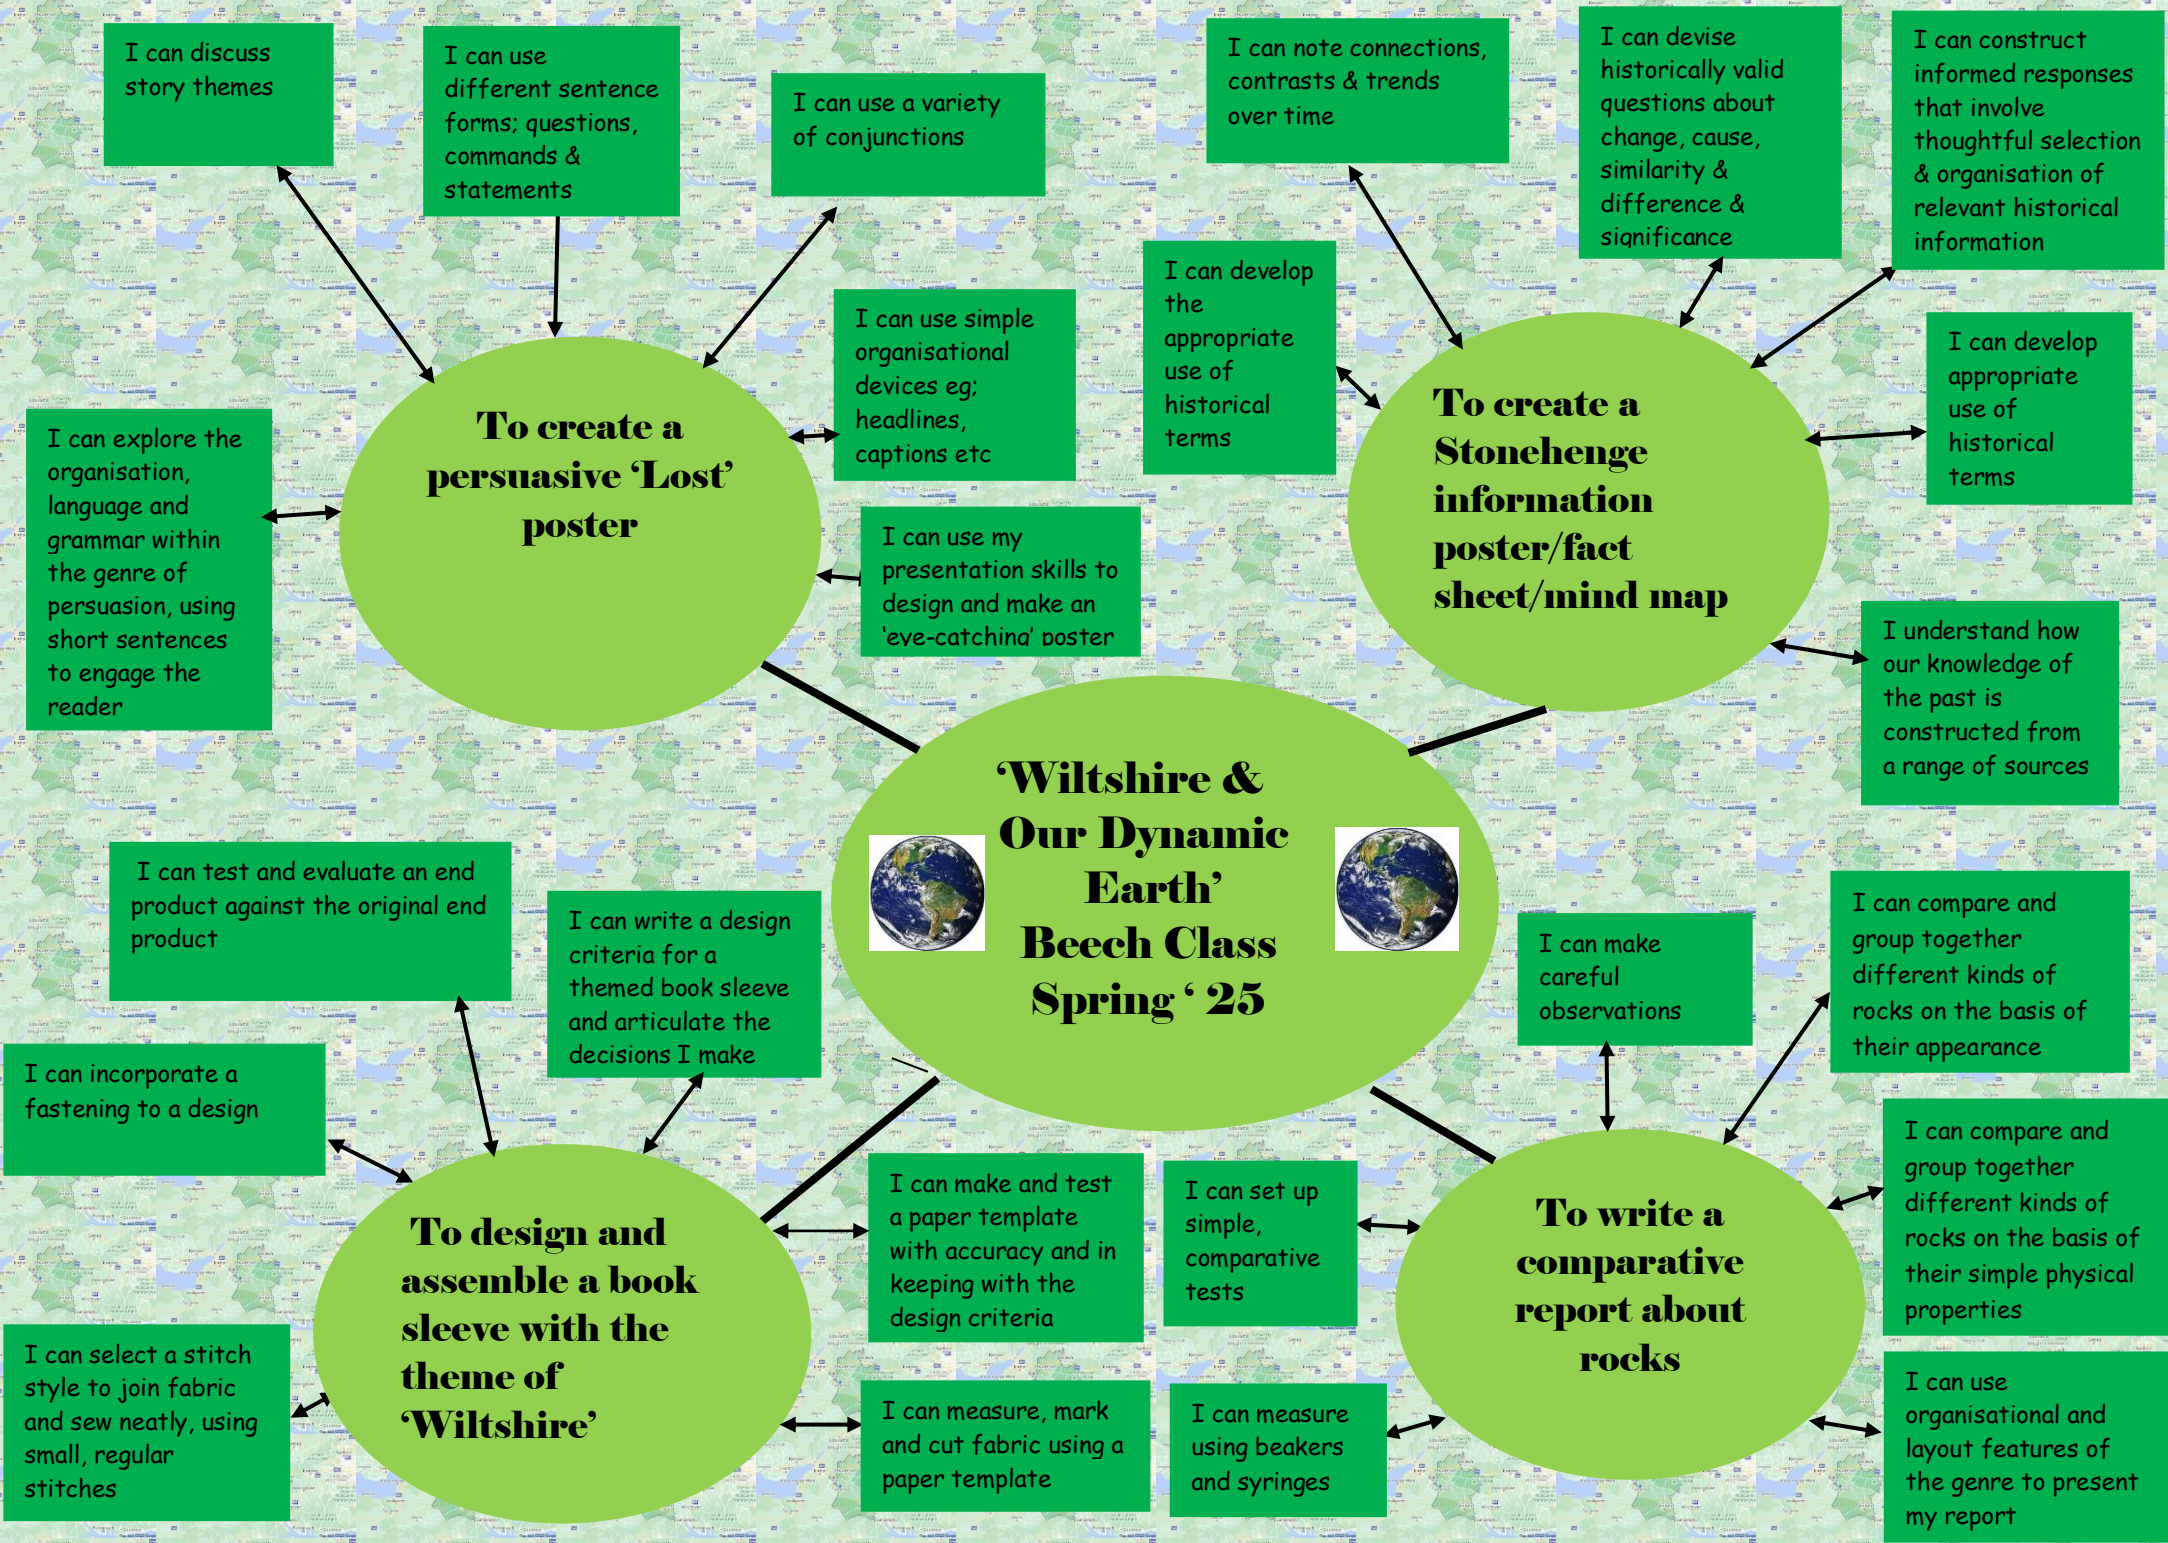 I can discuss
story themes
I can use
different sentence
forms; questions,
commands &
statements
I can use a variety
of conjunctions
I can use simple
organisational
devices eg;
headlines,
captions etc
I can explore the
organisation,
language and
grammar within
the genre of
persuasion, using
short sentences
to engage the
reader
I can use my
presentation skills to
design and make an
‘eye-catching’ poster
To create a
persuasive ‘Lost’
poster
I can note connections,
contrasts & trends
over time
I can devise
historically valid
questions about
change, cause,
similarity &
difference &
significance
I can construct
informed responses
that involve
thoughtful selection
& organisation of
relevant historical
information
I can develop
the
appropriate
use of
historical
terms
I can develop
appropriate
use of
historical
terms
To create a
Stonehenge
information
poster/fact
sheet/mind map
I understand how
our knowledge of
the past is
constructed from
a range of sources
‘Wiltshire &
Our Dynamic
Earth’
Beech Class
Spring ‘ 25
I can test and evaluate an end
product against the original end
product
I can write a design
criteria for a
themed book sleeve
and articulate the
decisions I make
I can incorporate a
fastening to a design
To design and
assemble a book
sleeve with the
theme of
‘Wiltshire’
I can make and test
a paper template
with accuracy and in
keeping with the
design criteria
I can select a stitch
style to join fabric
and sew neatly, using
small, regular
stitches
I can measure, mark
and cut fabric using a
paper template
I can make
careful
observations
I can compare and
group together
different kinds of
rocks on the basis of
their appearance
I can set up
simple,
comparative
tests
To write a
comparative
report about
rocks
I can compare and
group together
different kinds of
rocks on the basis of
their simple physical
properties
I can measure
using beakers
and syringes
I can use
organisational and
layout features of
the genre to present
my report